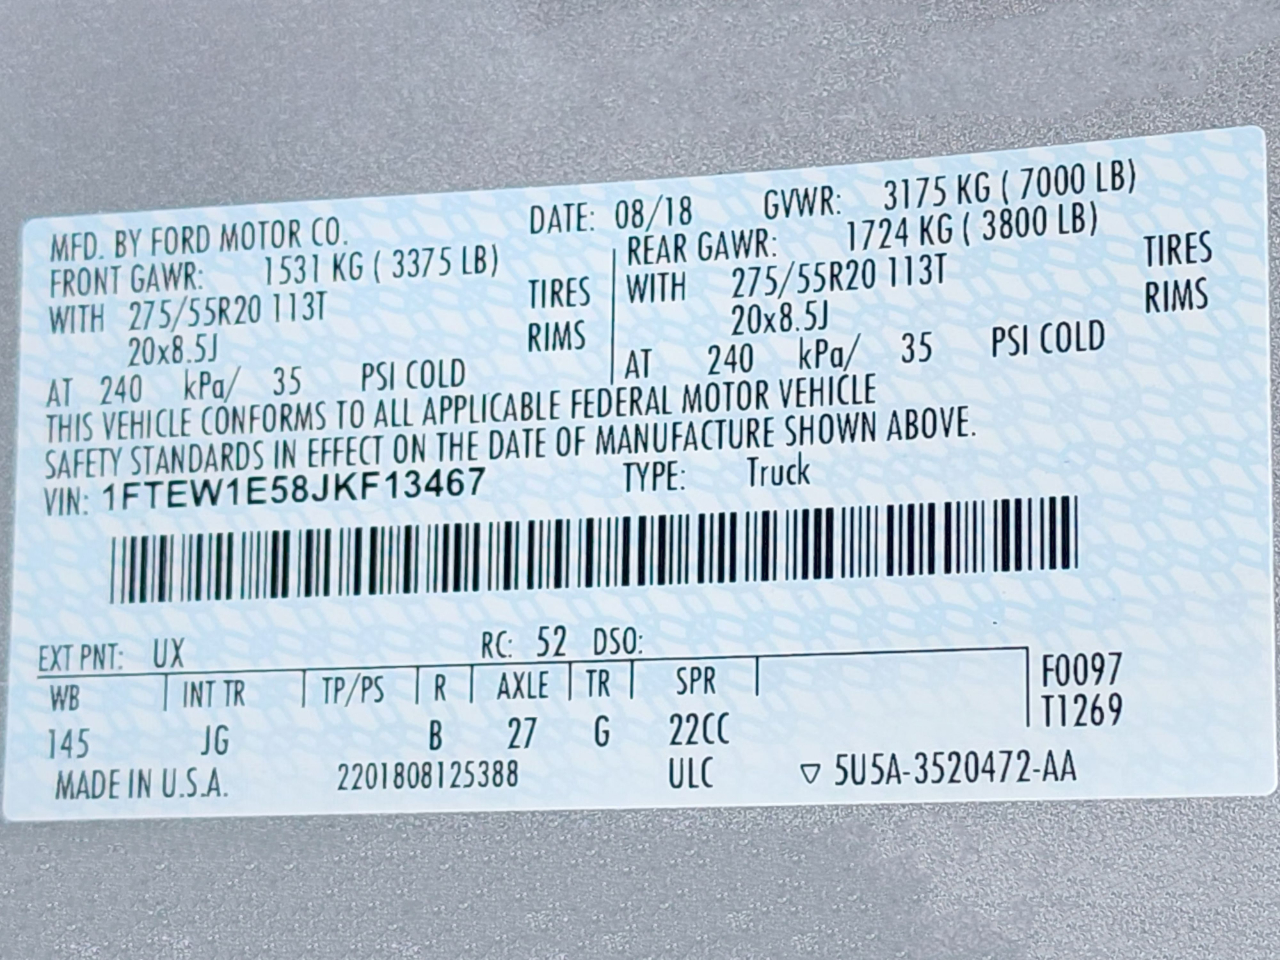 MFD. BY FORD MOTOR CO. DATE: 08/18 GVWR: 3175 KG ( 7000 LB)
FRONT GAWR: 1531 KG ( 3375 LB) REAR GAWR: 1724 KG ( 3800 LB)
WITH 275/55R20 113T TIRES WITH 275/55R20 113T TIRES
20x8.5J RIMS 20x8.5J RIMS
AT 240 kPa/ 35 PSI COLD AT 240 kPa/ 35 PSI COLD
THIS VEHICLE CONFORMS TO ALL APPLICABLE FEDERAL MOTOR VEHICLE
SAFETY STANDARDS IN EFFECT ON THE DATE OF MANUFACTURE SHOWN ABOVE.
VIN: 1FTEW1E58JKF13467 TYPE: Truck
EXT PNT: UX RC: 52 DSO:
WB INT TR TP/PS R AXLE TR SPR F0097
T1269
145 JG B 27 G 22CC
MADE IN U.S.A. 2201808125388 ULC ▽ 5U5A-3520472-AA